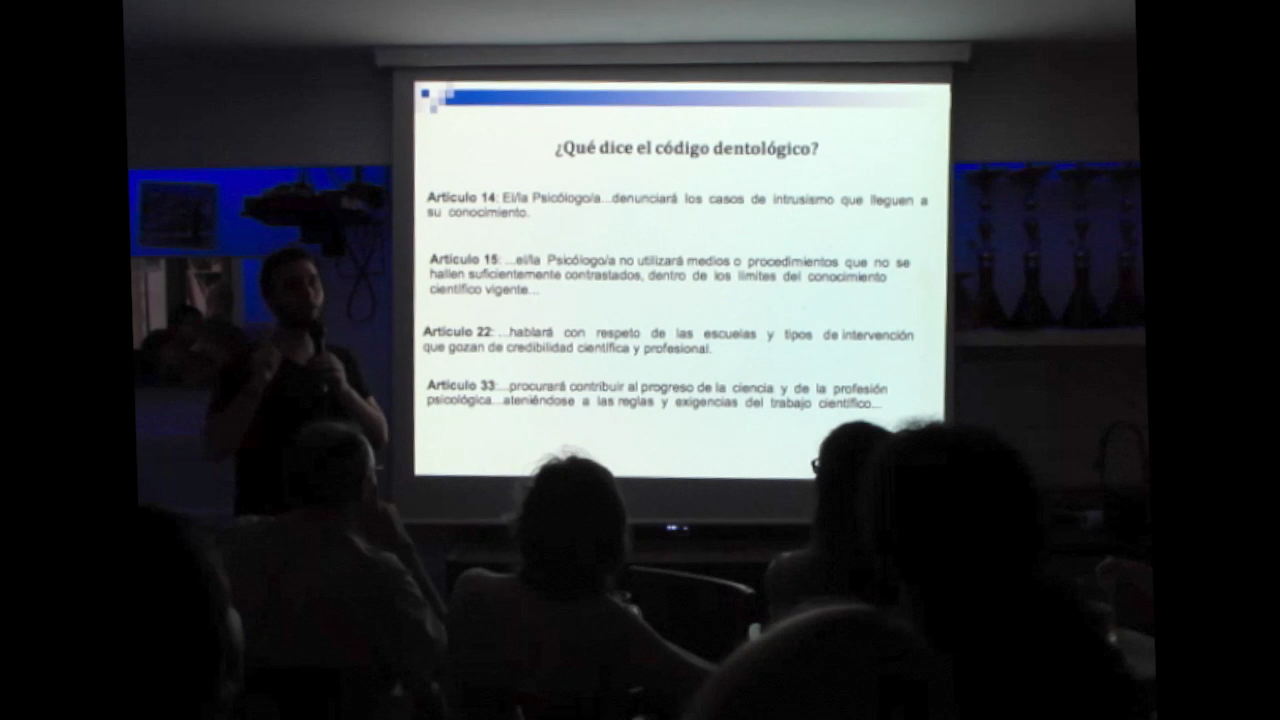 ¿Qué dice el código dentológico?
Artículo 14: El/la Psicólogo/a...denunciará los casos de intrusismo que lleguen a
su conocimiento.
Artículo 15: ...el/la Psicólogo/a no utilizará medios o procedimientos que no se
hallen suficientemente contrastados, dentro de los límites del conocimiento
científico vigente...
Artículo 22: ...hablará con respeto de las escuelas y tipos de intervención
que gozan de credibilidad científica y profesional.
Artículo 33:...procurará contribuir al progreso de la ciencia y de la profesión
psicológica...ateniéndose a las reglas y exigencias del trabajo científico...